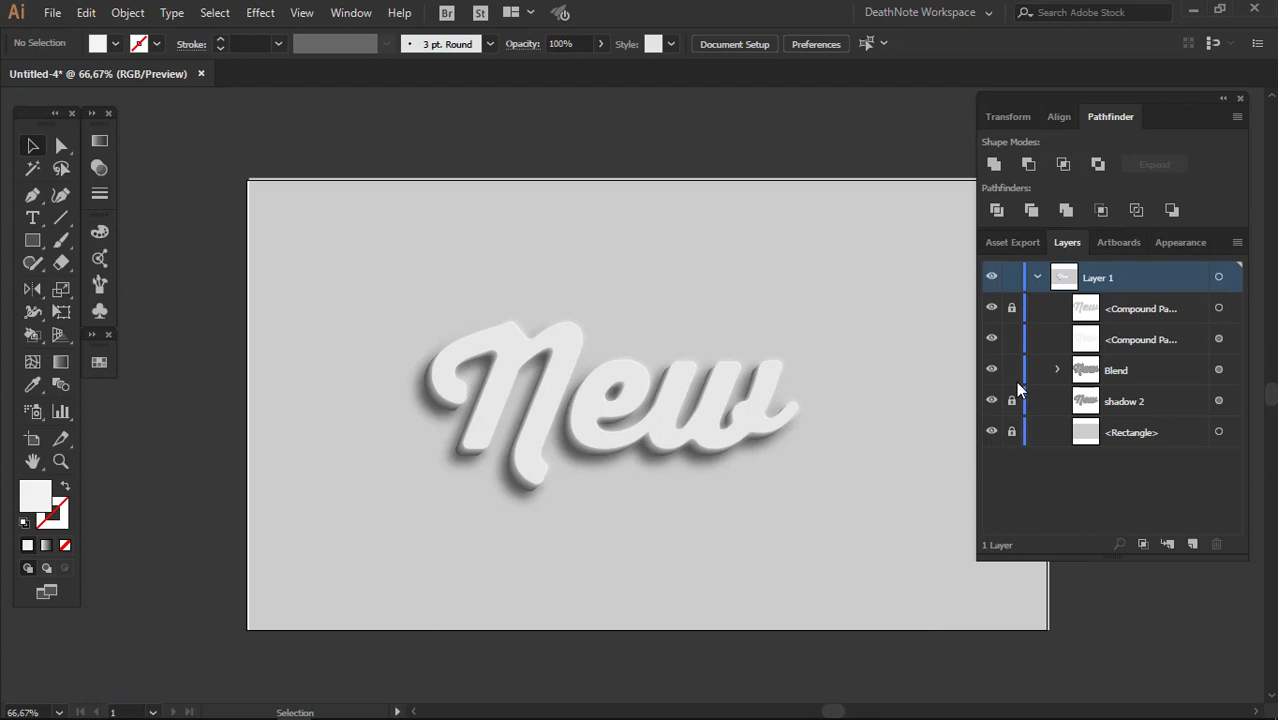 Ai File Edit Object Type Select Effect View Window Help Br St DeathNote Workspace Search Adobe Stock
No Selection Stroke: 3 pt. Round Opacity: 100% Style: Document Setup Preferences
Untitled-4* @ 66,67% (RGB/Preview)
Transform Align Pathfinder
Shape Modes:
Expand
Pathfinders:
Asset Export Layers Artboards Appearance
Layer 1
<Compound Pa...
<Compound Pa...
Blend
shadow 2
<Rectangle>
New
1 Layer
66,67% 1 Selection